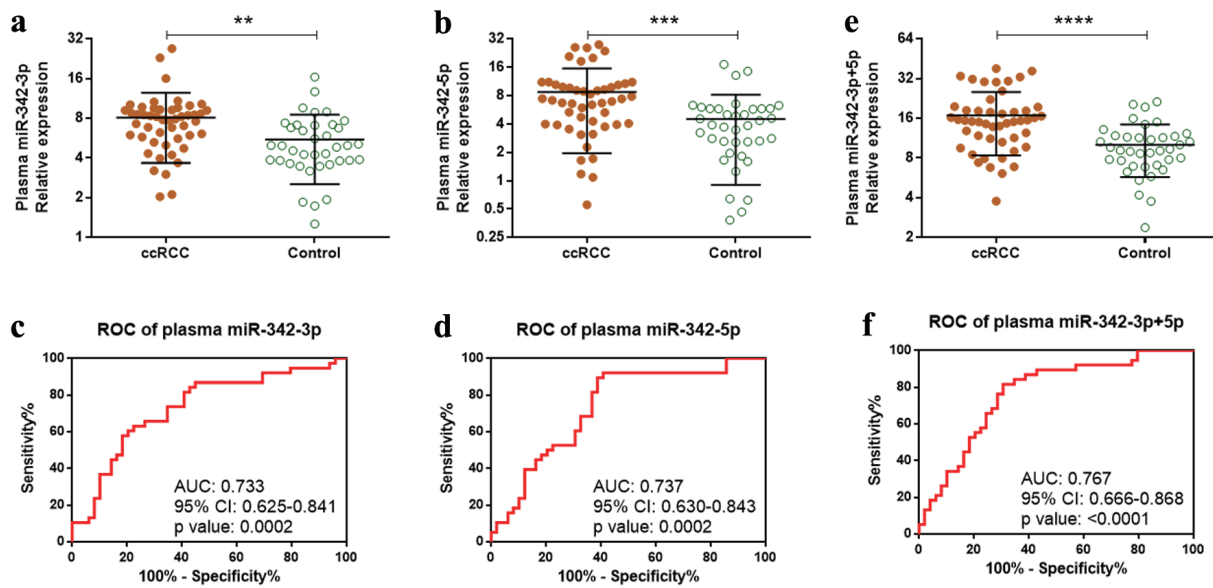 a
**
Plasma miR-342-3p
Relative expression
32
16
8
4
2
1
ccRCC
Control
b
***
Plasma miR-342-5p
Relative expression
32
16
8
4
2
1
0.5
0.25
ccRCC
Control
e
****
Plasma miR-342-3p+5p
Relative expression
64
32
16
8
4
2
ccRCC
Control
c
ROC of plasma miR-342-3p
Sensitivity%
100
80
60
40
20
0
AUC: 0.733
95% CI: 0.625-0.841
p value: 0.0002
0 20 40 60 80 100
100% - Specificity%
d
ROC of plasma miR-342-5p
Sensitivity%
100
80
60
40
20
0
AUC: 0.737
95% CI: 0.630-0.843
p value: 0.0002
0 20 40 60 80 100
100% - Specificity%
f
ROC of plasma miR-342-3p+5p
Sensitivity%
100
80
60
40
20
0
AUC: 0.767
95% CI: 0.666-0.868
p value: <0.0001
0 20 40 60 80 100
100% - Specificity%